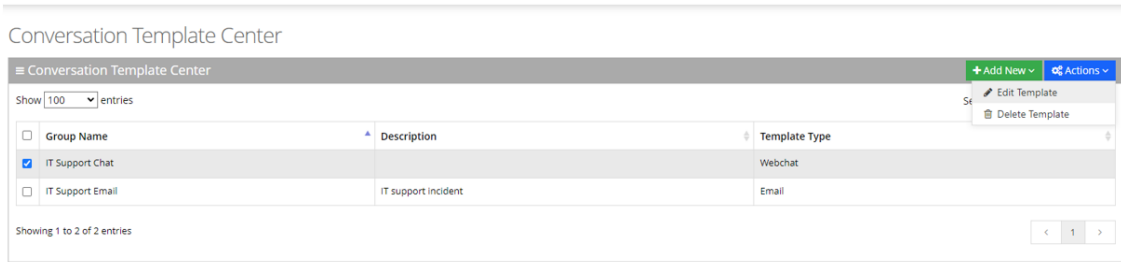 Conversation Template Center
≡ Conversation Template Center
+ Add New
Actions
Show 100 entries
Se
Edit Template
Delete Template
Group Name Description Template Type
IT Support Chat Webchat
IT Support Email IT support incident Email
Showing 1 to 2 of 2 entries
< 1 >